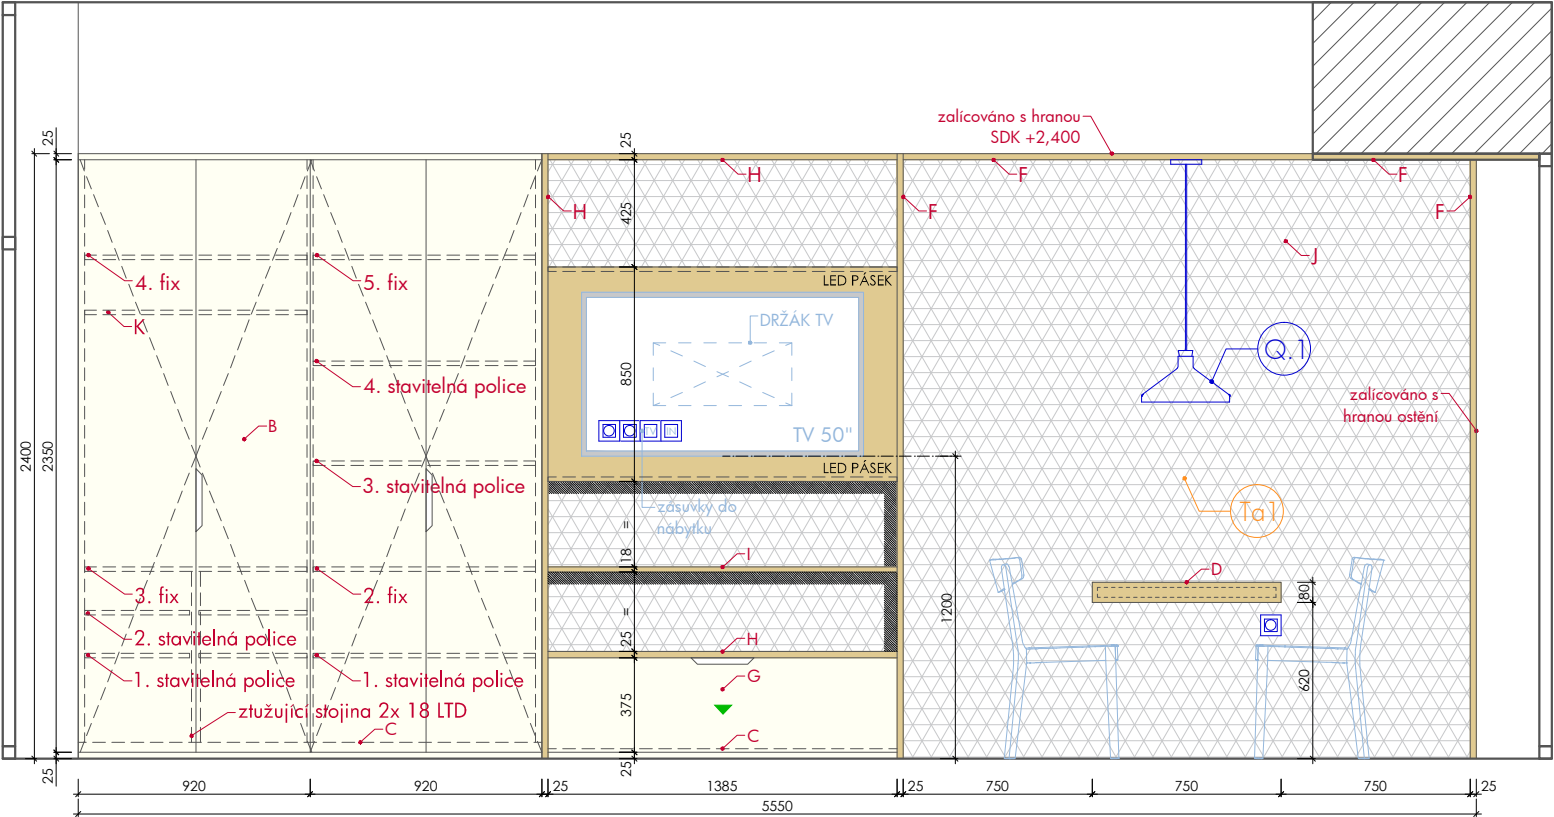 zalícováno s hranou
SDK +2,400
25
25
H
F
F
H
F
F
425
J
4. fix
5. fix
LED PÁSEK
K
DRŽÁK TV
Q.1
4. stavitelná police
850
zalícováno s
hranou ostění
B
TV 50"
2400
2350
LED PÁSEK
3. stavitelná police
zásuvky do
nábytku
Ta1
=
18
I
D
3. fix
2. fix
80
1200
=
25
H
2. stavitelná police
1. stavitelná police
1. stavitelná police
G
620
375
ztužující stojina 2x 18 LTD
C
C
25
25
920
920
25
1385
25
750
750
750
25
5550